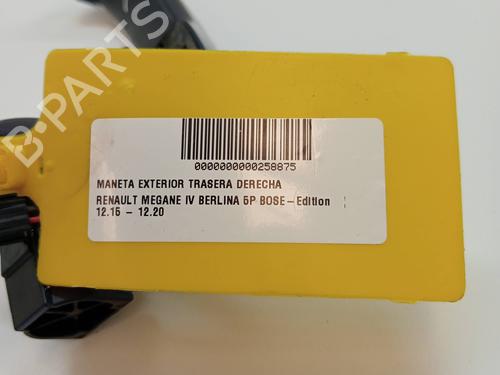 B-PARTS
0000000000258875
MANETA EXTERIOR TRASERA DERECHA
RENAULT MEGANE IV BERLINA 5P BOSE-Edition
12.15 - 12.20